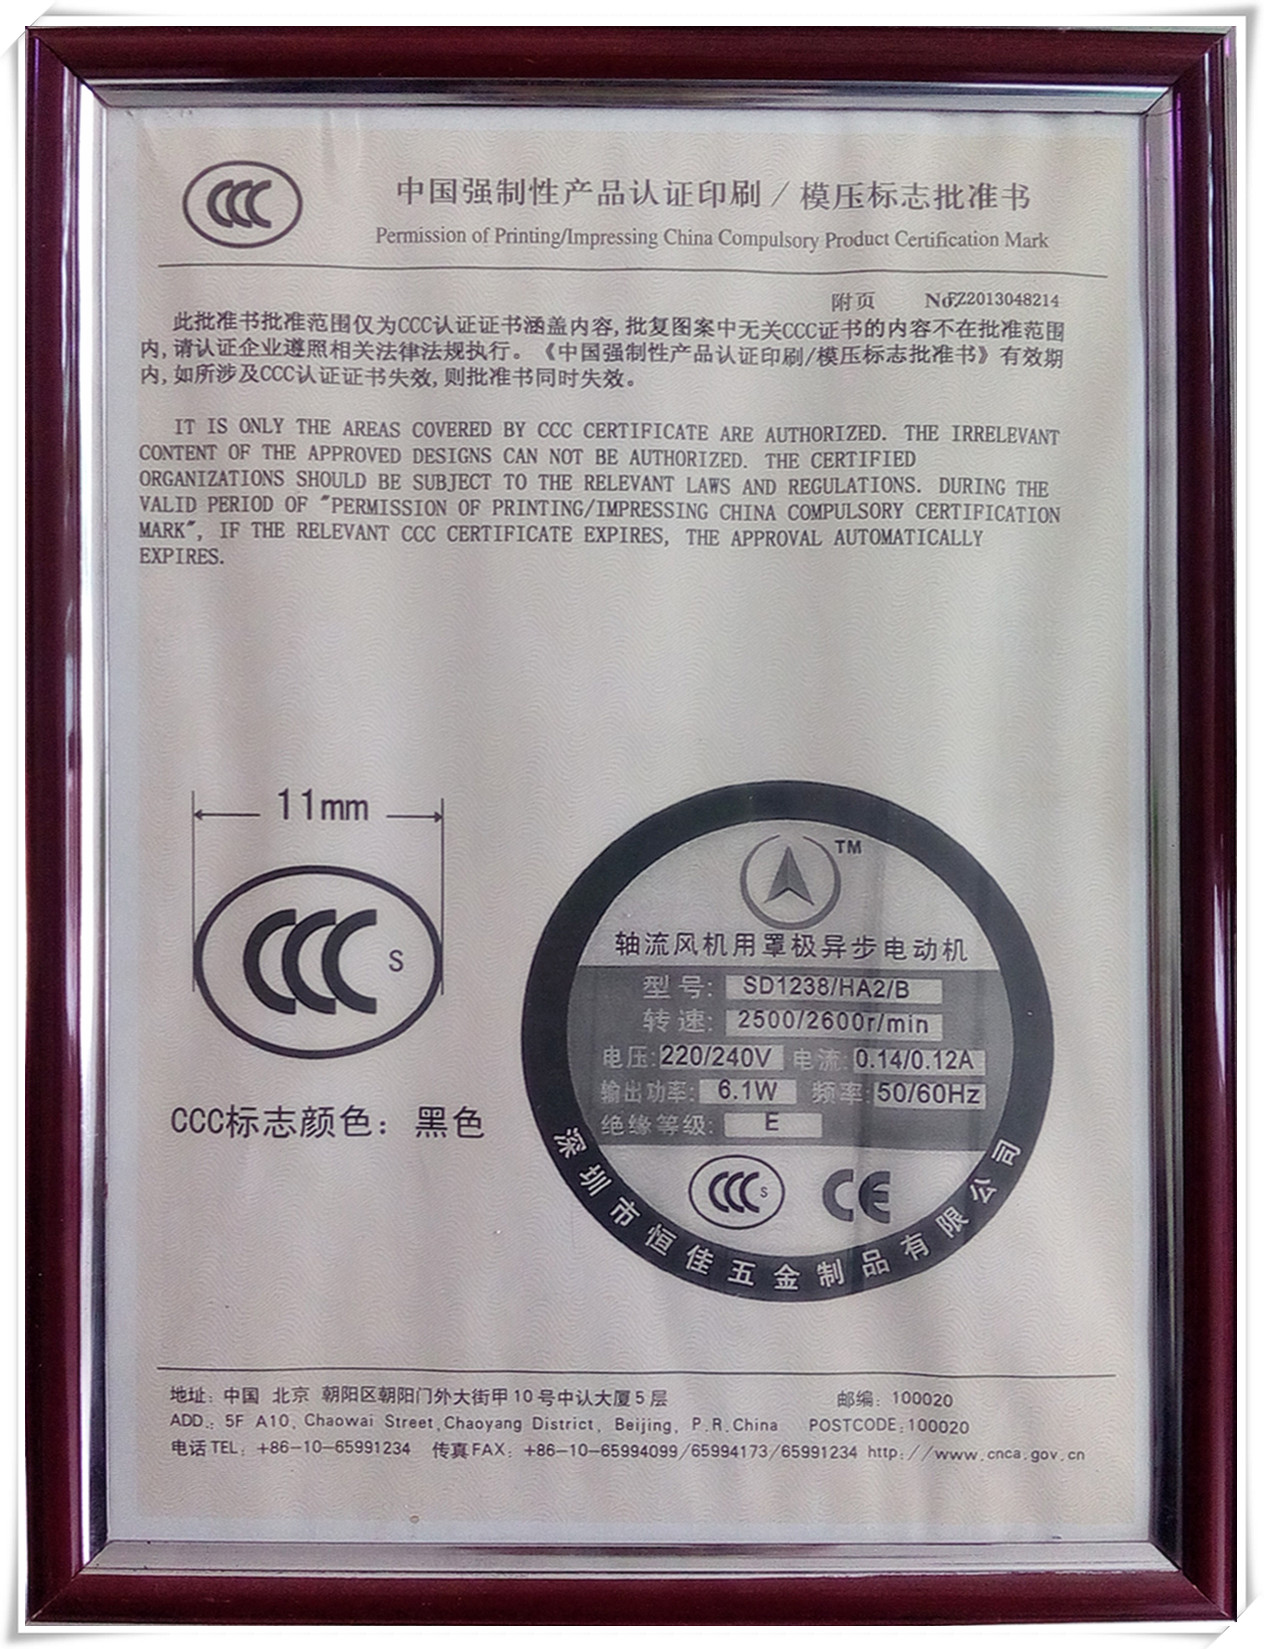 CCC
中国强制性产品认证印刷/模压标志批准书
Permission of Printing/Impressing China Compulsory Product Certification Mark
附页 No.FZ2013048214
此批准书批准范围仅为CCC认证证书涵盖内容,批复图案中无关CCC证书的内容不在批准范围
内,请认证企业遵照相关法律法规执行。《中国强制性产品认证印刷/模压标志批准书》有效期
内,如所涉及CCC认证证书失效,则批准书同时失效。
IT IS ONLY THE AREAS COVERED BY CCC CERTIFICATE ARE AUTHORIZED. THE IRRELEVANT
CONTENT OF THE APPROVED DESIGNS CAN NOT BE AUTHORIZED. THE CERTIFIED
ORGANIZATIONS SHOULD BE SUBJECT TO THE RELEVANT LAWS AND REGULATIONS. DURING THE
VALID PERIOD OF "PERMISSION OF PRINTING/IMPRESSING CHINA COMPULSORY CERTIFICATION
MARK", IF THE RELEVANT CCC CERTIFICATE EXPIRES, THE APPROVAL AUTOMATICALLY
EXPIRES.
11mm
CCC S
CCC标志颜色：黑色
TM
轴流风机用罩极异步电动机
型号: SD1238/HA2/B
转速: 2500/2600r/min
电压: 220/240V 电流: 0.14/0.12A
输出功率: 6.1W 频率: 50/60Hz
绝缘等级: E
CCC S CE
深圳市恒佳五金制品有限公司
地址：中国 北京 朝阳区朝阳门外大街甲10号中认大厦5层 邮编：100020
ADD.: 5F A10, Chaowai Street,Chaoyang District, Beijing, P.R.China POSTCODE:100020
电话TEL: +86-10-65991234 传真FAX: +86-10-65994099/65994173/65991234 http://www.cnca.gov.cn